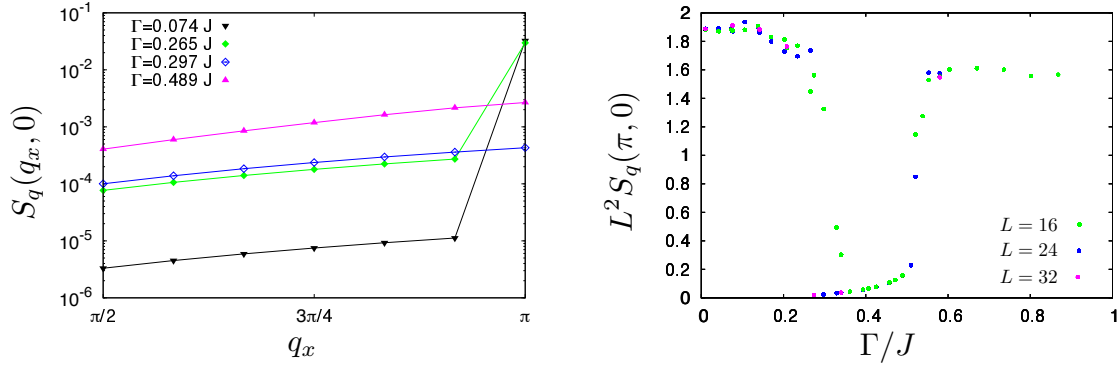 Γ=0.074 J
Γ=0.265 J
Γ=0.297 J
Γ=0.489 J
10⁻¹
10⁻²
10⁻³
10⁻⁴
10⁻⁵
10⁻⁶
S_q(q_x, 0)
π/2
3π/4
π
q_x
2
1.8
1.6
1.4
1.2
1
0.8
0.6
0.4
0.2
0
L²S_q(π, 0)
L = 16
L = 24
L = 32
0
0.2
0.4
0.6
0.8
1
Γ/J